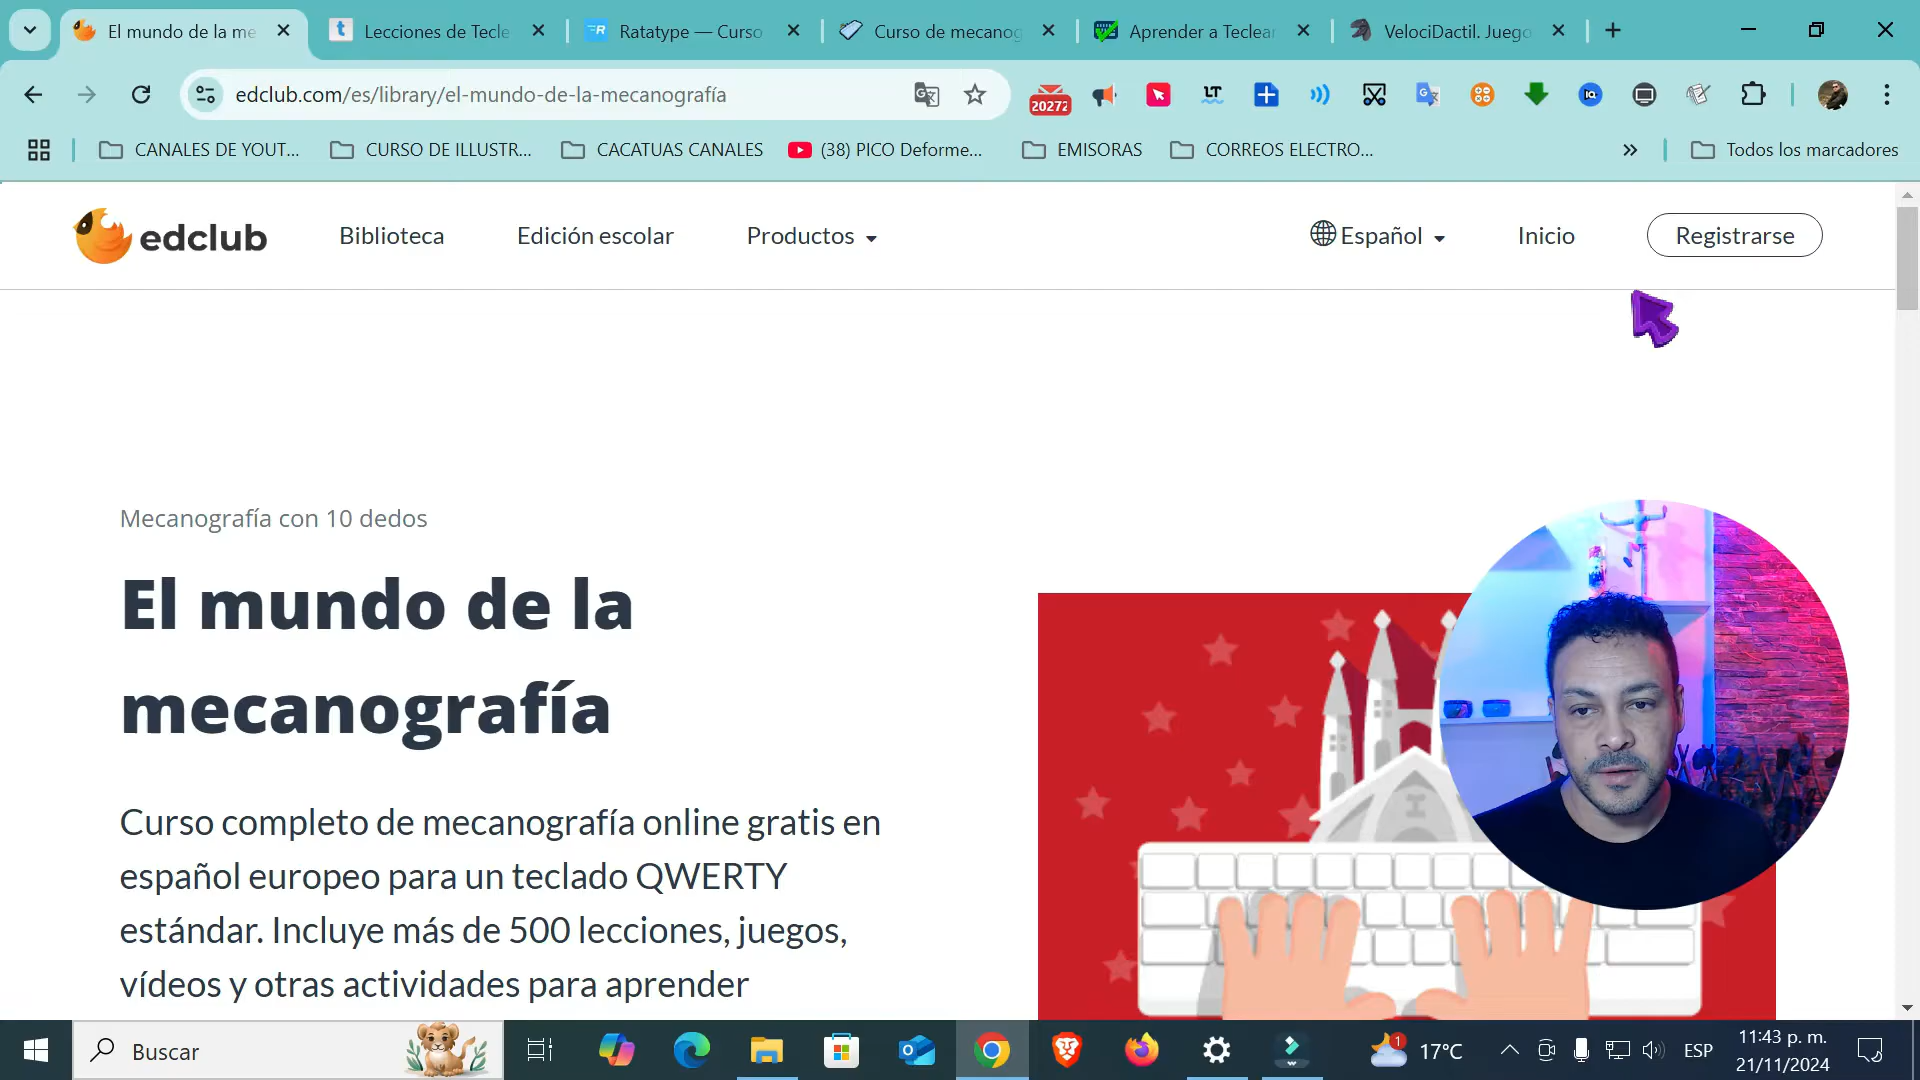 El mundo de la me
Lecciones de Tecle
Ratatype — Curso
Curso de mecanog
Aprender a Teclear
VelociDactil. Juego
edclub.com/es/library/el-mundo-de-la-mecanografía
20272
LT
IQ
CANALES DE YOUT...
CURSO DE ILLUSTR...
CACATUAS CANALES
(38) PICO Deforme...
EMISORAS
CORREOS ELECTRO...
Todos los marcadores
edclub
Biblioteca
Edición escolar
Productos
Español
Inicio
Registrarse
Mecanografía con 10 dedos
El mundo de la
mecanografía
Curso completo de mecanografía online gratis en
español europeo para un teclado QWERTY
estándar. Incluye más de 500 lecciones, juegos,
vídeos y otras actividades para aprender
Buscar
1
17°C
ESP
11:43 p. m.
21/11/2024